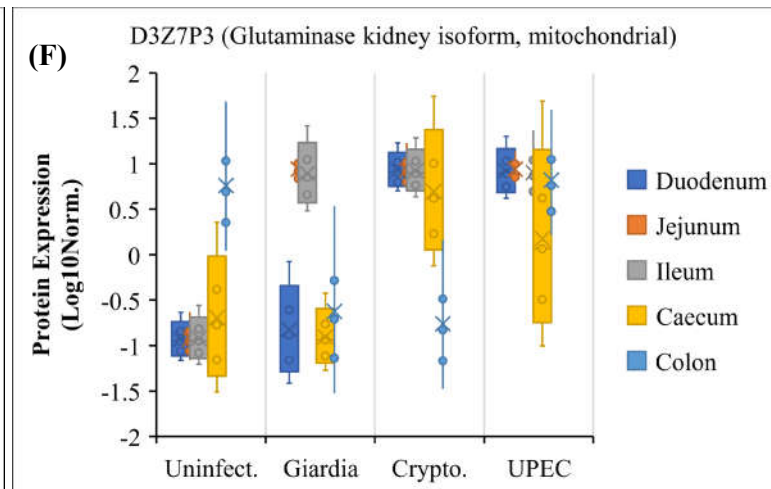 (F)
D3Z7P3 (Glutaminase kidney isoform, mitochondrial)
Protein Expression
(Log10Norm.)
2
1.5
1
0.5
0
-0.5
-1
-1.5
-2
Uninfect. Giardia Crypto. UPEC
Duodenum
Jejunum
Ileum
Caecum
Colon